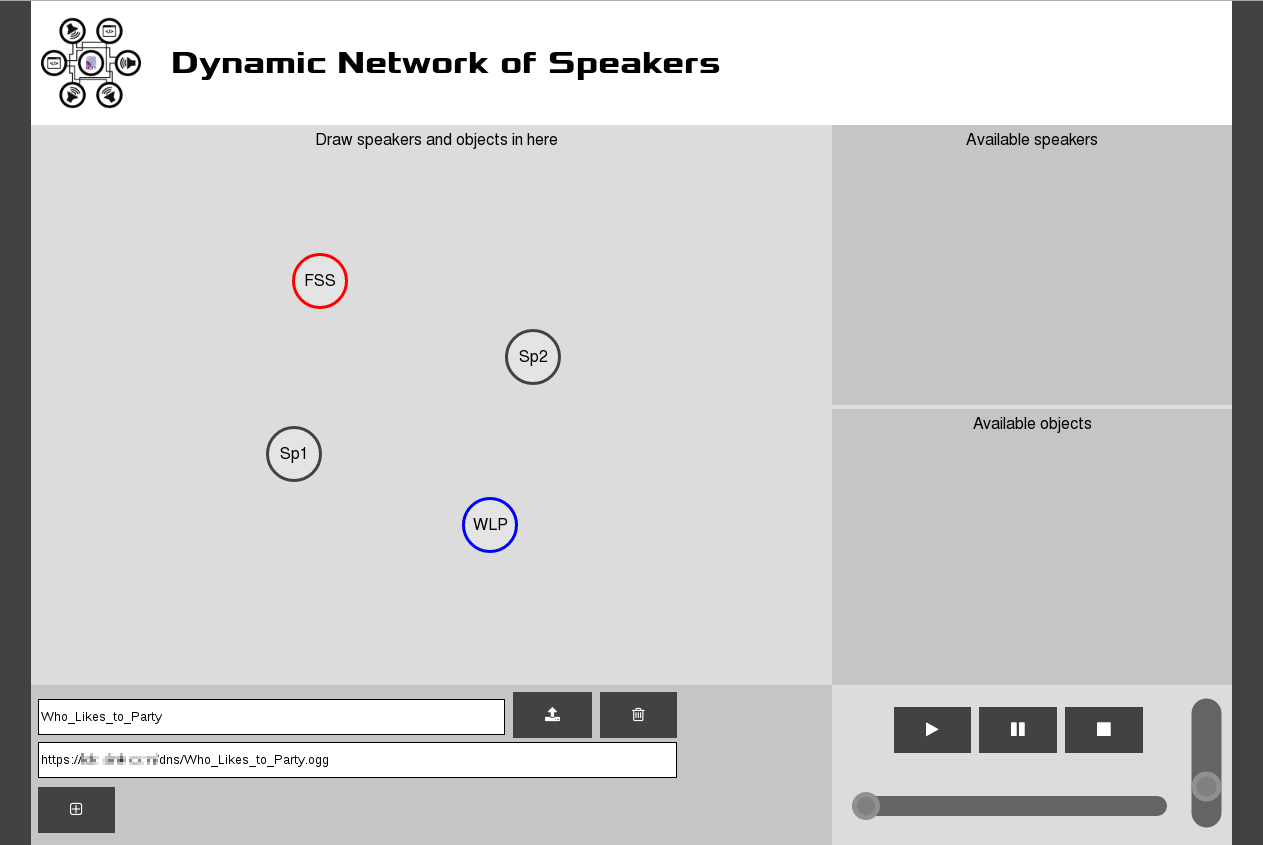 Dynamic Network of Speakers
Draw speakers and objects in here
Available speakers
FSS
Sp2
Sp1
WLP
Available objects
Who_Likes_to_Party
https:// /dns/Who_Likes_to_Party.ogg